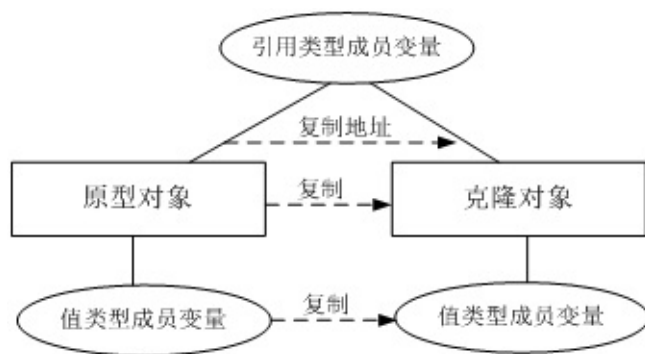 引用类型成员变量
复制地址
原型对象
复制
克隆对象
值类型成员变量
复制
值类型成员变量